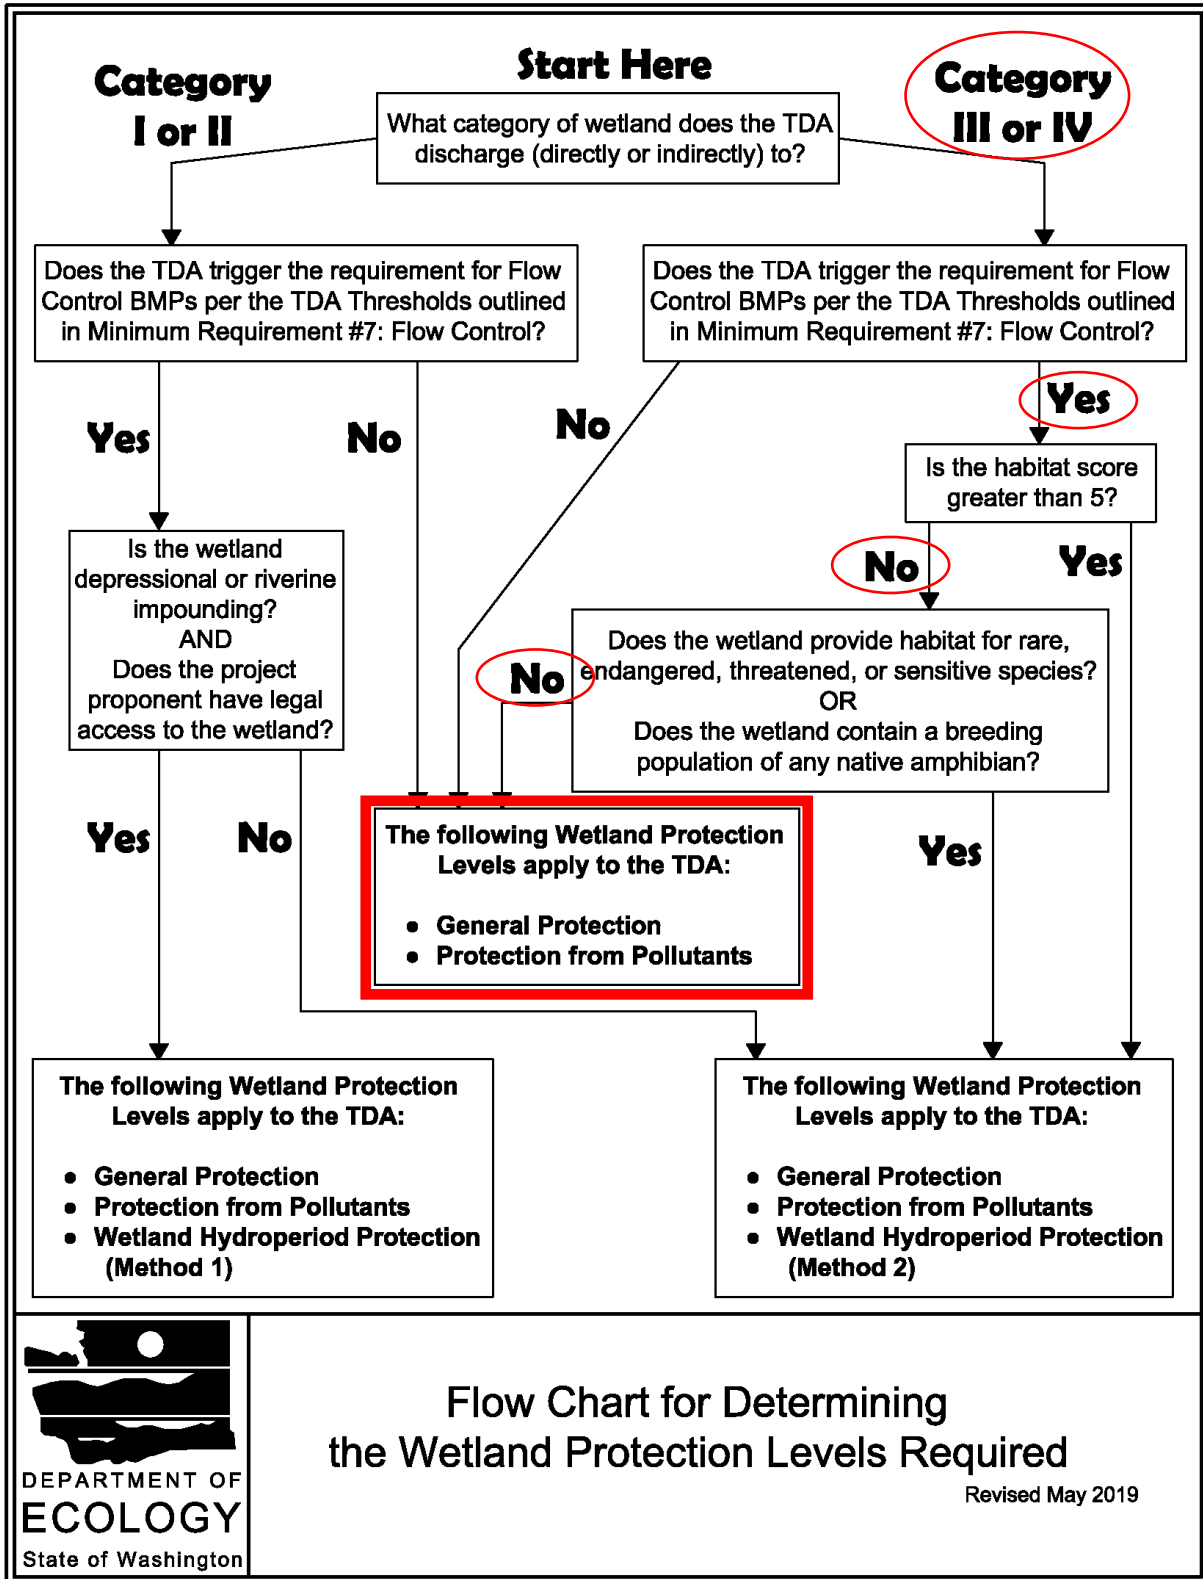 Start Here
Category
I or II
Category
III or IV
What category of wetland does the TDA
discharge (directly or indirectly) to?
Does the TDA trigger the requirement for Flow
Control BMPs per the TDA Thresholds outlined
in Minimum Requirement #7: Flow Control?
Does the TDA trigger the requirement for Flow
Control BMPs per the TDA Thresholds outlined
in Minimum Requirement #7: Flow Control?
Yes
No
No
Yes
Is the habitat score
greater than 5?
Is the wetland
depressional or riverine
impounding?
AND
Does the project
proponent have legal
access to the wetland?
No
Yes
Does the wetland provide habitat for rare,
endangered, threatened, or sensitive species?
OR
Does the wetland contain a breeding
population of any native amphibian?
No
Yes
No
Yes
The following Wetland Protection
Levels apply to the TDA:
• General Protection
• Protection from Pollutants
The following Wetland Protection
Levels apply to the TDA:
• General Protection
• Protection from Pollutants
• Wetland Hydroperiod Protection
(Method 1)
The following Wetland Protection
Levels apply to the TDA:
• General Protection
• Protection from Pollutants
• Wetland Hydroperiod Protection
(Method 2)
DEPARTMENT OF
ECOLOGY
State of Washington
Flow Chart for Determining
the Wetland Protection Levels Required
Revised May 2019